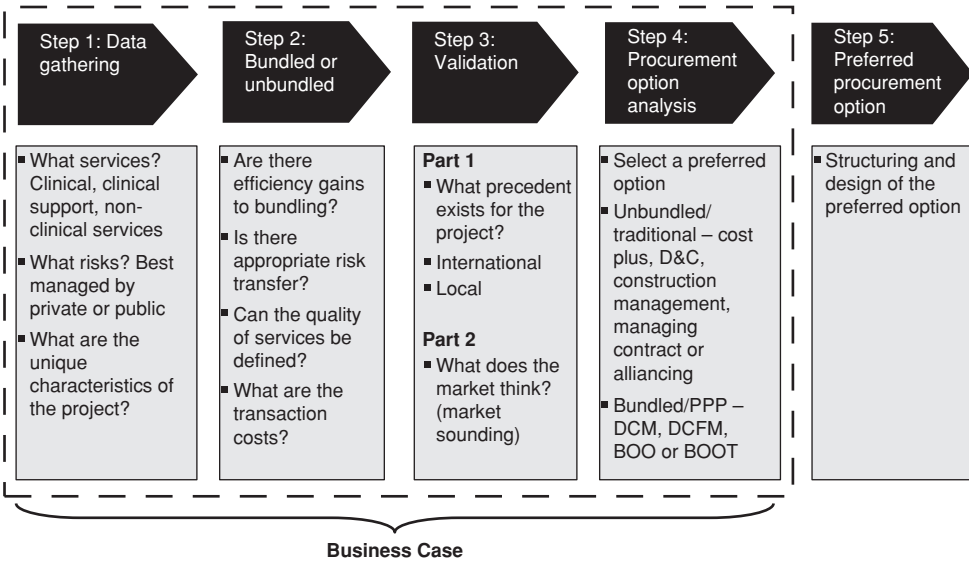 Step 1: Data
gathering
Step 2:
Bundled or
unbundled
Step 3:
Validation
Step 4:
Procurement
option
analysis
Step 5:
Preferred
procurement
option
▪ What services?
Clinical, clinical
support, non-
clinical services
▪ What risks? Best
managed by
private or public
▪ What are the
unique
characteristics of
the project?
▪ Are there
efficiency gains
to bundling?
▪ Is there
appropriate risk
transfer?
▪ Can the quality
of services be
defined?
▪ What are the
transaction
costs?
Part 1
▪ What precedent
exists for the
project?
▪ International
▪ Local
Part 2
▪ What does the
market think?
(market
sounding)
▪ Select a preferred
option
▪ Unbundled/
traditional – cost
plus, D&C,
construction
management,
managing
contract or
alliancing
▪ Bundled/PPP –
DCM, DCFM,
BOO or BOOT
▪ Structuring and
design of the
preferred option
Business Case